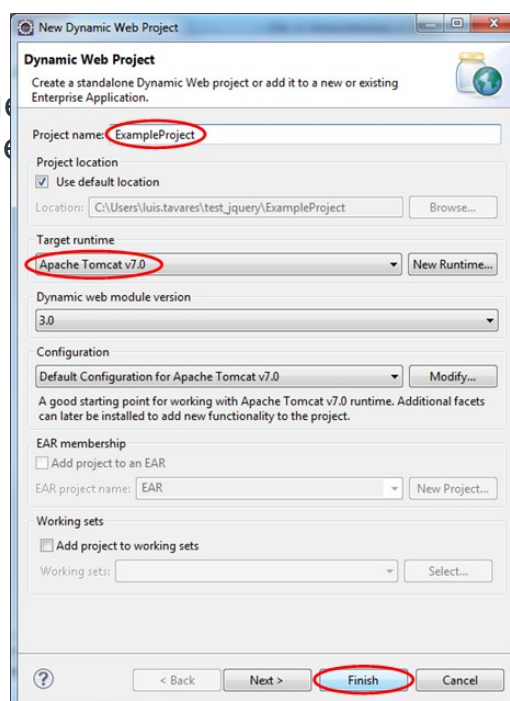 New Dynamic Web Project
Dynamic Web Project
Create a standalone Dynamic Web project or add it to a new or existing
Enterprise Application.
Project name: ExampleProject
Project location
Use default location
Location: C:\Users\luis.tavares\test_jquery\ExampleProject Browse...
Target runtime
Apache Tomcat v7.0 New Runtime...
Dynamic web module version
3.0
Configuration
Default Configuration for Apache Tomcat v7.0 Modify...
A good starting point for working with Apache Tomcat v7.0 runtime. Additional facets
can later be installed to add new functionality to the project.
EAR membership
Add project to an EAR
EAR project name: EAR New Project...
Working sets
Add project to working sets
Working sets: Select...
? < Back Next > Finish Cancel